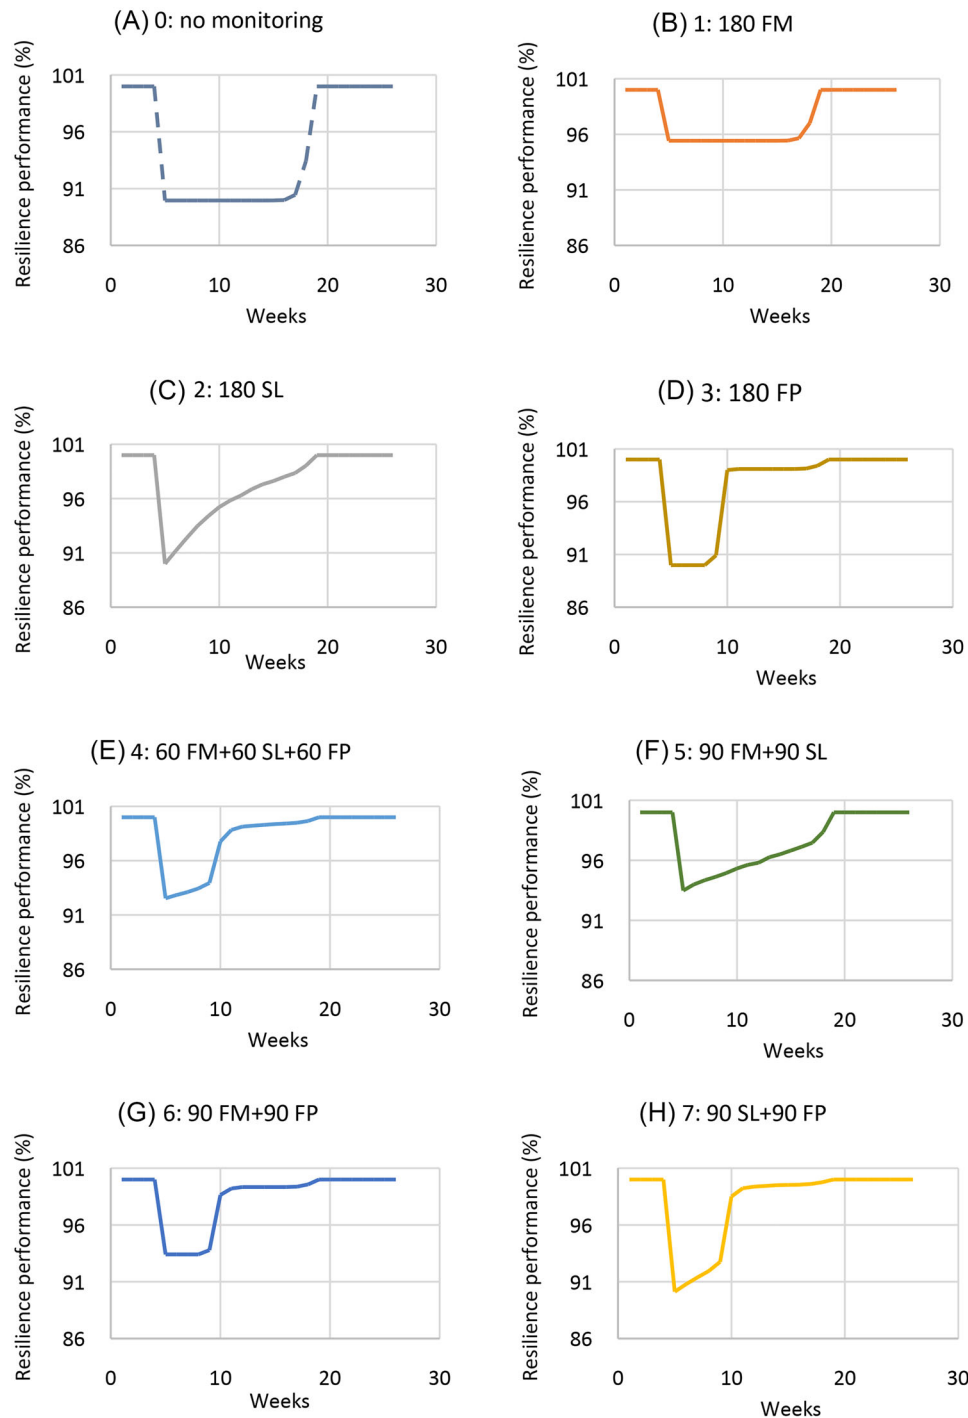 (A) 0: no monitoring
Resilience performance (%)
101
96
91
86
0 10 20 30
Weeks
(B) 1: 180 FM
Resilience performance (%)
101
96
91
86
0 10 20 30
Weeks
(C) 2: 180 SL
Resilience performance (%)
101
96
91
86
0 10 20 30
Weeks
(D) 3: 180 FP
Resilience performance (%)
101
96
91
86
0 10 20 30
Weeks
(E) 4: 60 FM+60 SL+60 FP
Resilience performance (%)
101
96
91
86
0 10 20 30
Weeks
(F) 5: 90 FM+90 SL
Resilience performance (%)
101
96
91
86
0 10 20 30
Weeks
(G) 6: 90 FM+90 FP
Resilience performance (%)
101
96
91
86
0 10 20 30
Weeks
(H) 7: 90 SL+90 FP
Resilience performance (%)
101
96
91
86
0 10 20 30
Weeks